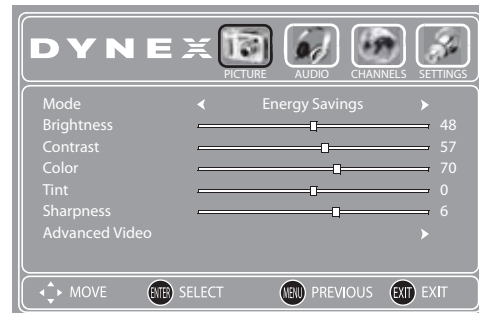 DYNEX
PICTURE AUDIO CHANNELS SETTINGS
Mode Energy Savings
Brightness 48
Contrast 57
Color 70
Tint 0
Sharpness 6
Advanced Video
MOVE ENTER SELECT MENU PREVIOUS EXIT EXIT